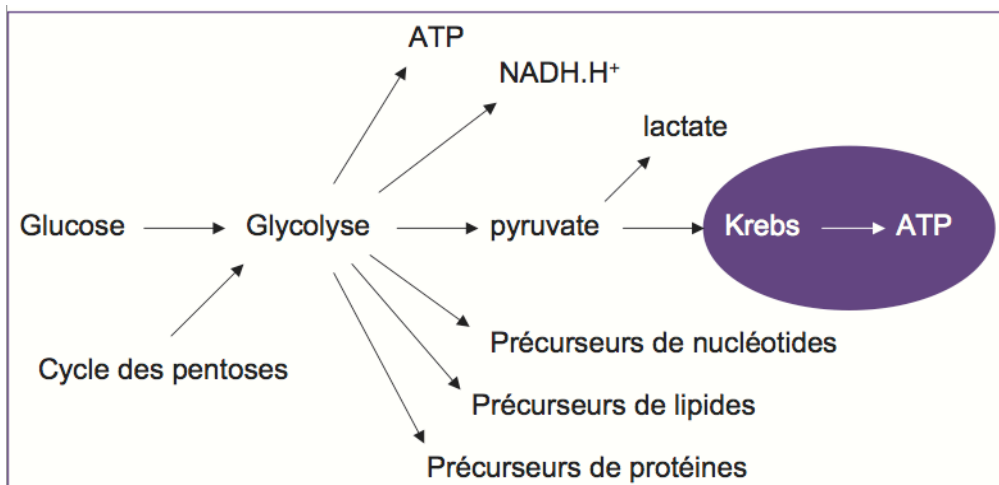 ATP
NADH.H⁺
lactate
Glucose
Glycolyse
pyruvate
Krebs
ATP
Précurseurs de nucléotides
Cycle des pentoses
Précurseurs de lipides
Précurseurs de protéines